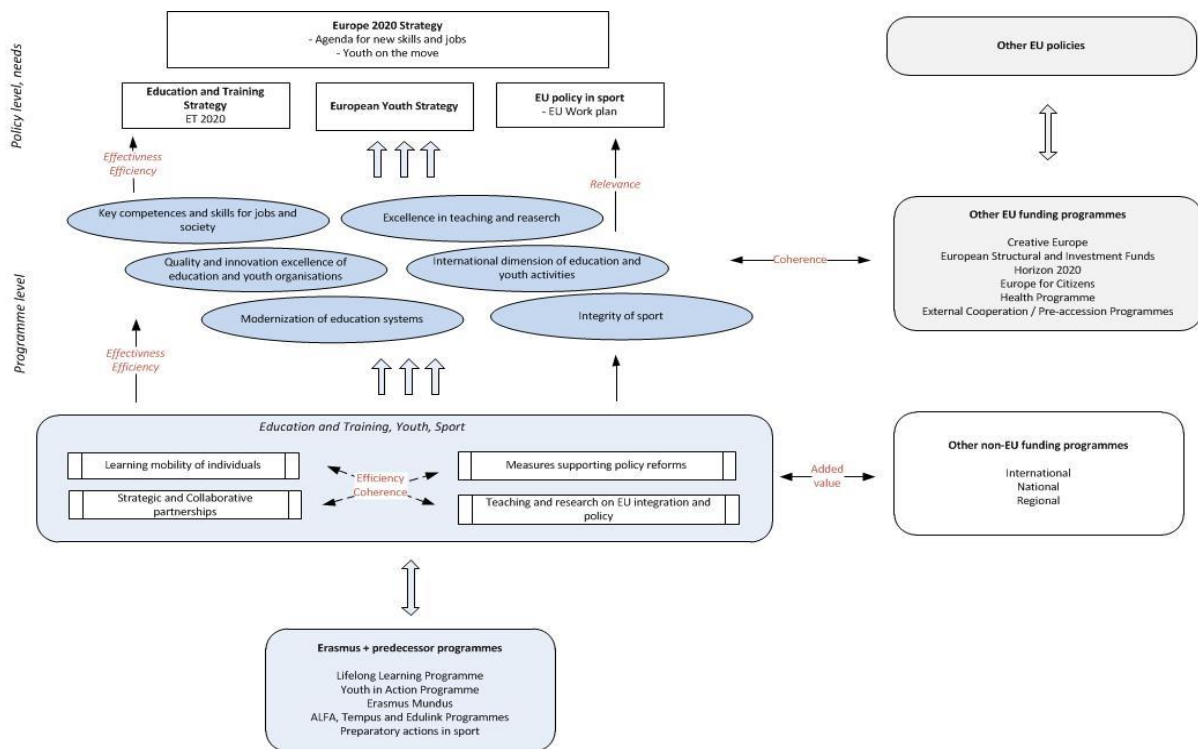 Policy level, needs
Europe 2020 Strategy
- Agenda for new skills and jobs
- Youth on the move
Other EU policies
Education and Training
Strategy
ET 2020
European Youth Strategy
EU policy in sport
- EU Work plan
Effectivness
Efficiency
Relevance
Programme level
Key competences and skills for jobs and
society
Excellence in teaching and reaserch
Quality and innovation excellence of
education and youth organisations
International dimension of education and
youth activities
Modernization of education systems
Integrity of sport
Coherence
Other EU funding programmes
Creative Europe
European Structural and Investment Funds
Horizon 2020
Europe for Citizens
Health Programme
External Cooperation / Pre-accession Programmes
Effectivness
Efficiency
Education and Training, Youth, Sport
Learning mobility of individuals
Measures supporting policy reforms
Efficiency
Coherence
Strategic and Collaborative
partnerships
Teaching and research on EU integration and
policy
Added
value
Other non-EU funding programmes
International
National
Regional
Erasmus + predecessor programmes
Lifelong Learning Programme
Youth in Action Programme
Erasmus Mundus
ALFA, Tempus and Edulink Programmes
Preparatory actions in sport